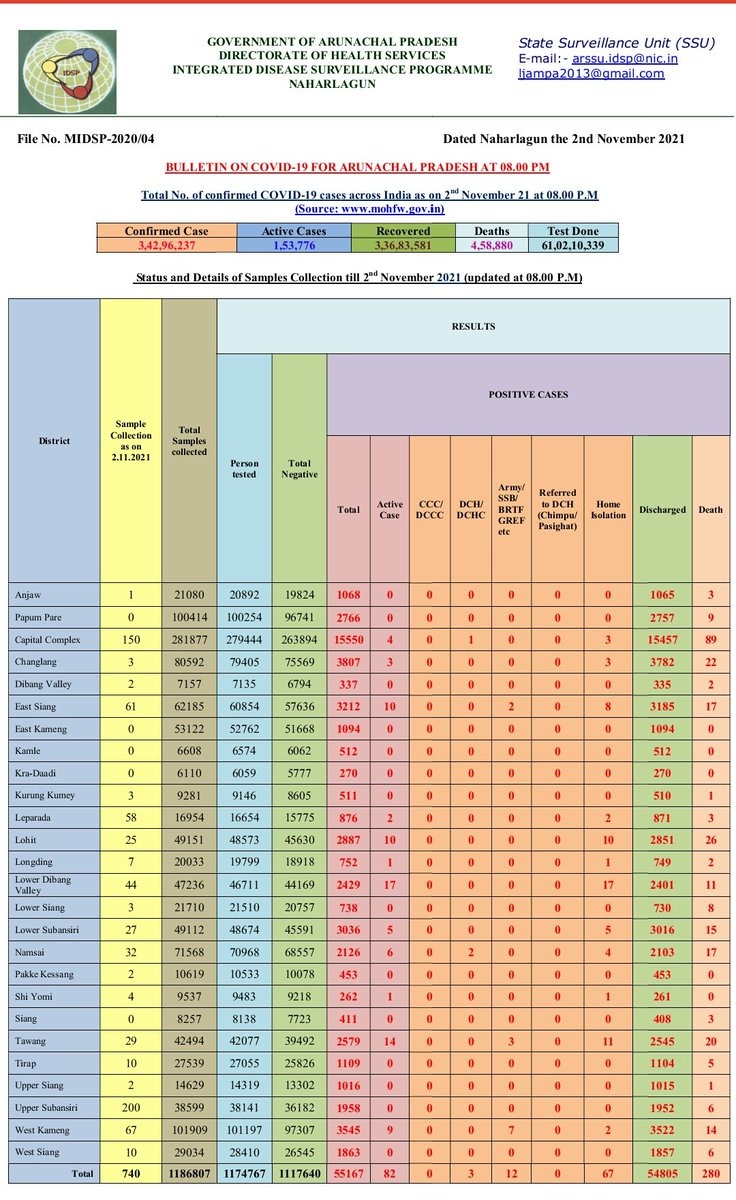 IDSP
GOVERNMENT OF ARUNACHAL PRADESH
DIRECTORATE OF HEALTH SERVICES
INTEGRATED DISEASE SURVEILLANCE PROGRAMME
NAHARLAGUN
State Surveillance Unit (SSU)
E-mail:- arssu.idsp@nic.in
ljampa2013@gmail.com
File No. MIDSP-2020/04 Dated Naharlagun the 2nd November 2021
BULLETIN ON COVID-19 FOR ARUNACHAL PRADESH AT 08.00 PM
Total No. of confirmed COVID-19 cases across India as on 2nd November 21 at 08.00 P.M
(Source: www.mohfw.gov.in)
Confirmed Case Active Cases Recovered Deaths Test Done
3,42,96,237 1,53,776 3,36,83,581 4,58,880 61,02,10,339
Status and Details of Samples Collection till 2nd November 2021 (updated at 08.00 P.M)
District
Sample
Collection
as on
2.11.2021
Total
Samples
collected
RESULTS
Person
tested
Total
Negative
POSITIVE CASES
Total
Active
Case
CCC/
DCCC
DCH/
DCHC
Army/
SSB/
BRTF
GREF
etc
Referred
to DCH
(Chimpu/
Pasighat)
Home
Isolation
Discharged
Death
Anjaw 1 21080 20892 19824 1068 0 0 0 0 0 0 1065 3
Papum Pare 0 100414 100254 96741 2766 0 0 0 0 0 0 2757 9
Capital Complex 150 281877 279444 263894 15550 4 0 1 0 0 3 15457 89
Changlang 3 80592 79405 75569 3807 3 0 0 0 0 3 3782 22
Dibang Valley 2 7157 7135 6794 337 0 0 0 0 0 0 335 2
East Siang 61 62185 60854 57636 3212 10 0 0 2 0 8 3185 17
East Kameng 0 53122 52762 51668 1094 0 0 0 0 0 0 1094 0
Kamle 0 6608 6574 6062 512 0 0 0 0 0 0 512 0
Kra-Daadi 0 6110 6059 5777 270 0 0 0 0 0 0 270 0
Kurung Kumey 3 9281 9146 8605 511 0 0 0 0 0 0 510 1
Leparada 58 16954 16654 15775 876 2 0 0 0 0 2 871 3
Lohit 25 49151 48573 45630 2887 10 0 0 0 0 10 2851 26
Longding 7 20033 19799 18918 752 1 0 0 0 0 1 749 2
Lower Dibang
Valley 44 47236 46711 44169 2429 17 0 0 0 0 17 2401 11
Lower Siang 3 21710 21510 20757 738 0 0 0 0 0 0 730 8
Lower Subansiri 27 49112 48674 45591 3036 5 0 0 0 0 5 3016 15
Namsai 32 71568 70968 68557 2126 6 0 2 0 0 4 2103 17
Pakke Kessang 2 10619 10533 10078 453 0 0 0 0 0 0 453 0
Shi Yomi 4 9537 9483 9218 262 1 0 0 0 0 1 261 0
Siang 0 8257 8138 7723 411 0 0 0 0 0 0 408 3
Tawang 29 42494 42077 39492 2579 14 0 0 3 0 11 2545 20
Tirap 10 27539 27055 25826 1109 0 0 0 0 0 0 1104 5
Upper Siang 2 14629 14319 13302 1016 0 0 0 0 0 0 1015 1
Upper Subansiri 200 38599 38141 36182 1958 0 0 0 0 0 0 1952 6
West Kameng 67 101909 101197 97307 3545 9 0 0 7 0 2 3522 14
West Siang 10 29034 28410 26545 1863 0 0 0 0 0 0 1857 6
Total 740 1186807 1174767 1117640 55167 82 0 3 12 0 67 54805 280